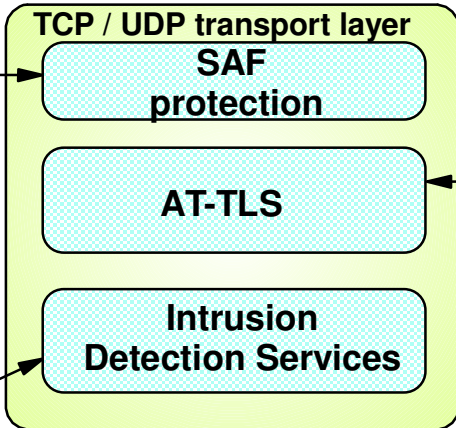 TCP / UDP transport layer
SAF
protection
AT-TLS
Intrusion
Detection Services